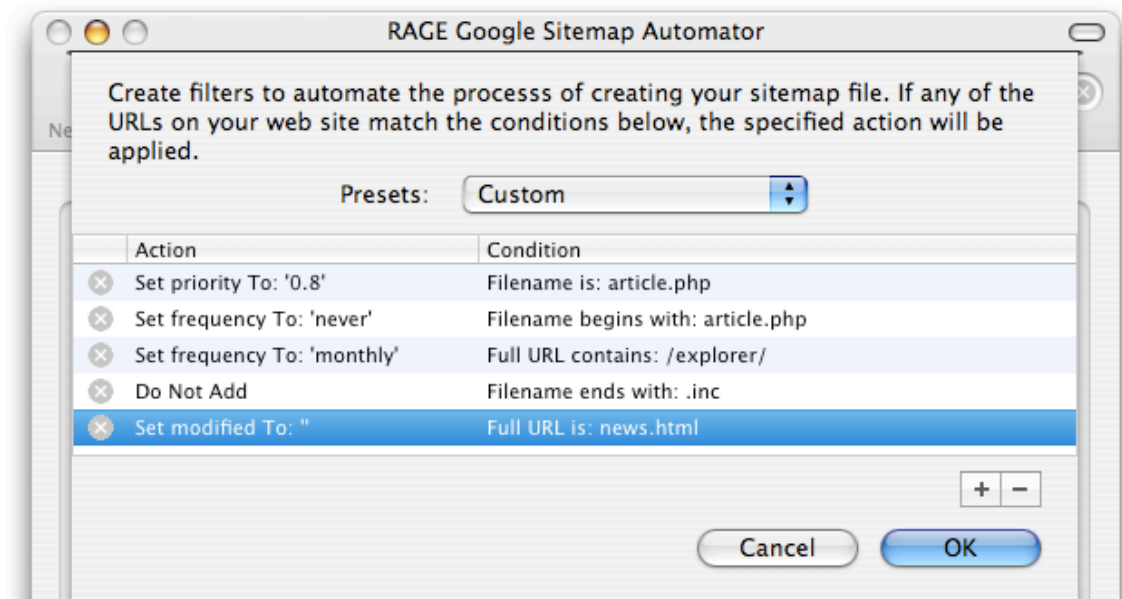 RAGE Google Sitemap Automator
Create filters to automate the processs of creating your sitemap file. If any of the
Ne
URLs on your web site match the conditions below, the specified action will be
applied.
Presets: Custom
Action Condition
Set priority To: '0.8' Filename is: article.php
Set frequency To: 'never' Filename begins with: article.php
Set frequency To: 'monthly' Full URL contains: /explorer/
Do Not Add Filename ends with: .inc
Set modified To: '' Full URL is: news.html
+ −
Cancel OK